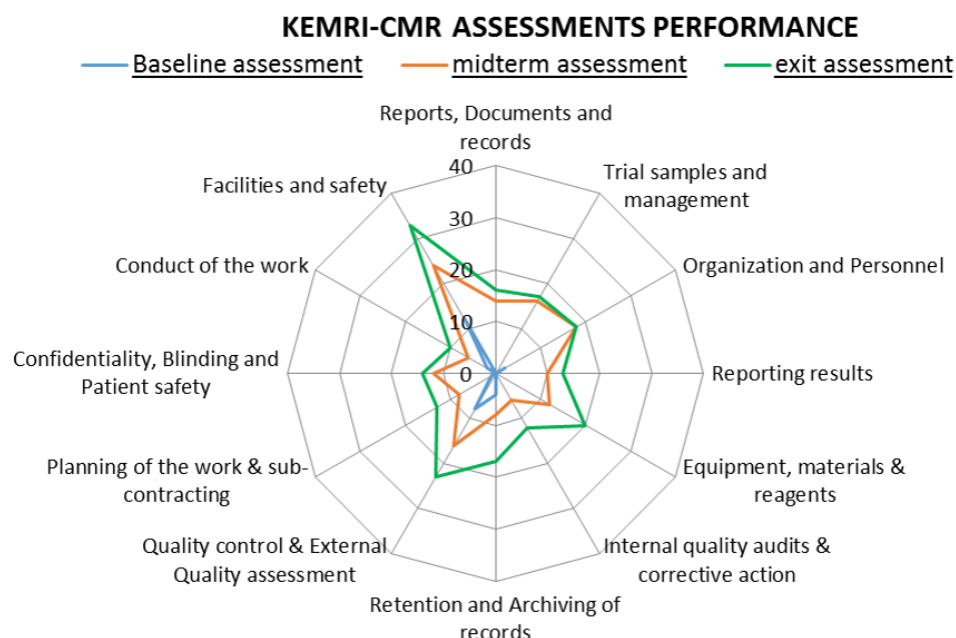 KEMRI-CMR ASSESSMENTS PERFORMANCE
Baseline assessment
midterm assessment
exit assessment
Reports, Documents and
records
Trial samples and
management
Organization and Personnel
Reporting results
Equipment, materials &
reagents
Internal quality audits &
corrective action
Retention and Archiving of
records
Quality control & External
Quality assessment
Planning of the work & sub-
contracting
Confidentiality, Blinding and
Patient safety
Conduct of the work
Facilities and safety
40
30
20
10
0